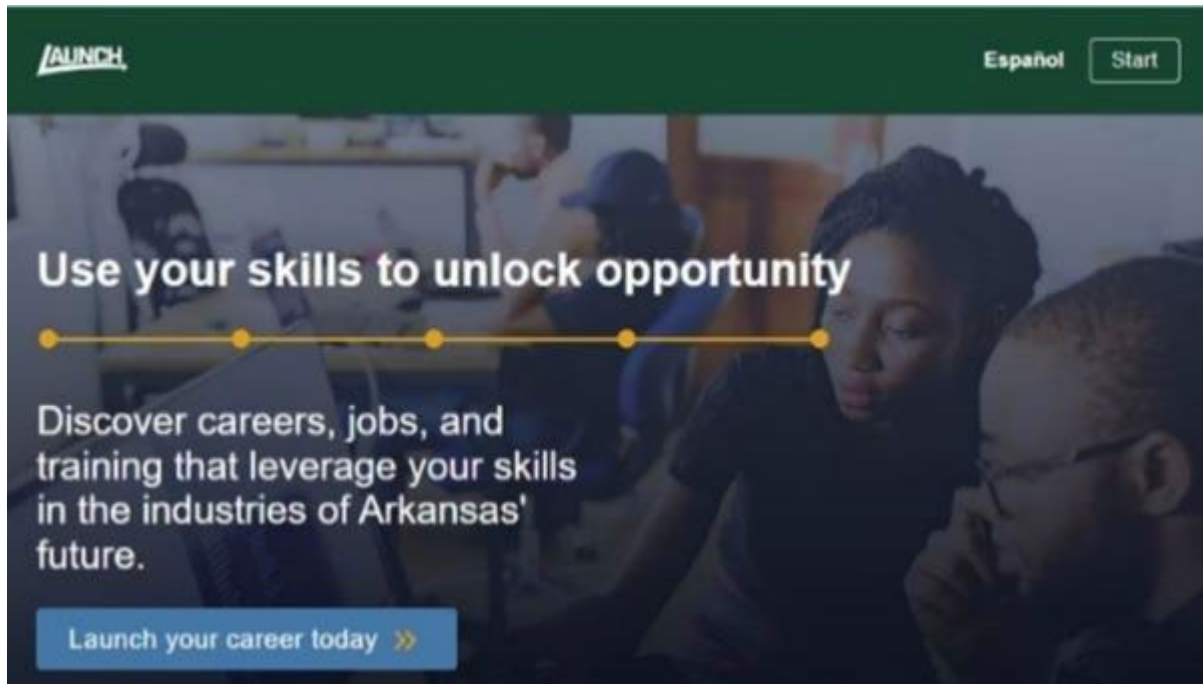 LAUNCH
Español
Start
Use your skills to unlock opportunity
Discover careers, jobs, and
training that leverage your skills
in the industries of Arkansas'
future.
Launch your career today »